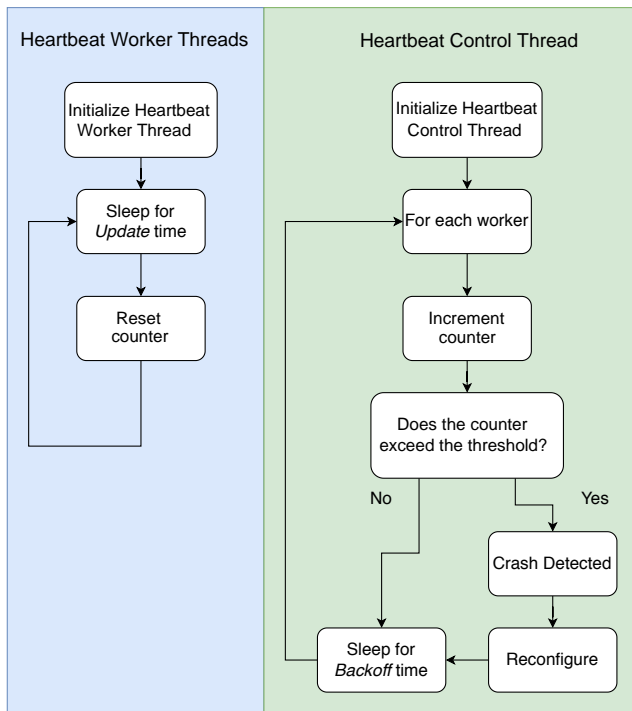 Heartbeat Worker Threads
Initialize Heartbeat
Worker Thread
Sleep for
Update time
Reset
counter
Heartbeat Control Thread
Initialize Heartbeat
Control Thread
For each worker
Increment
counter
Does the counter
exceed the threshold?
No
Yes
Crash Detected
Reconfigure
Sleep for
Backoff time